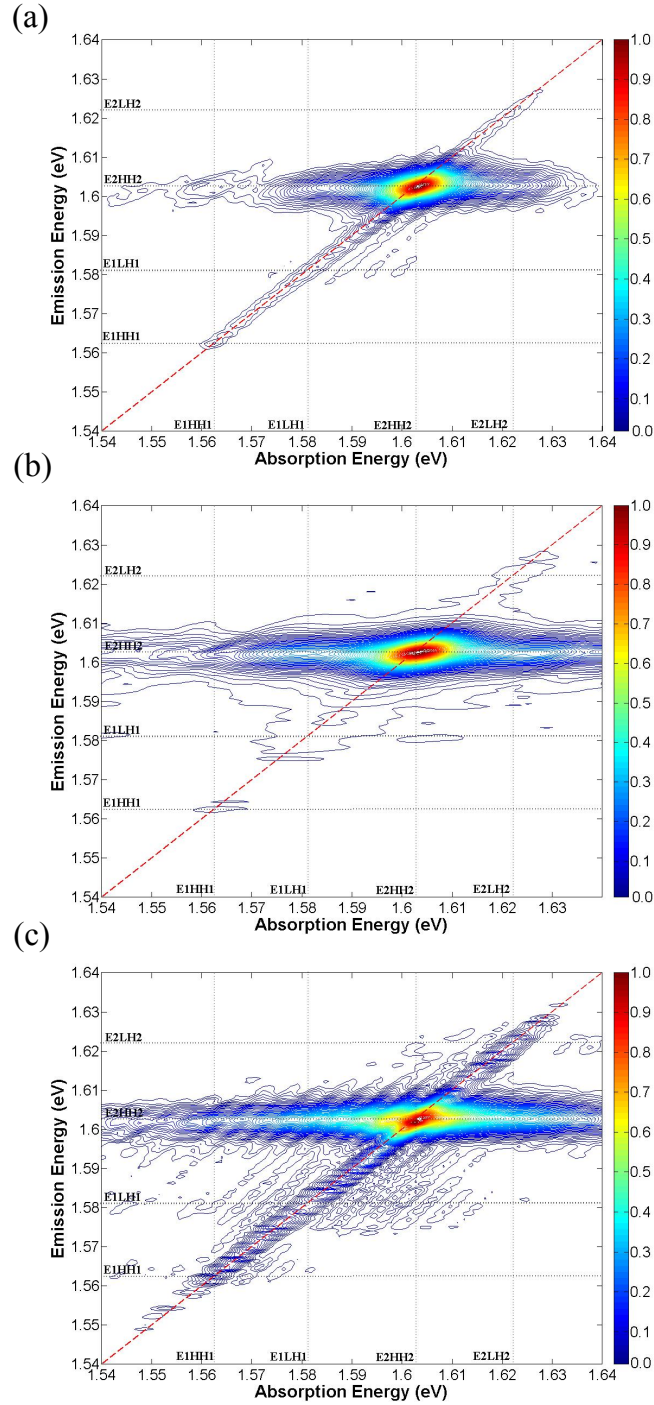 (a)
1.64
1.63
E2LH2
1.62
1.61
E2HH2
1.6
1.59
E1LH1
1.58
1.57
E1HH1
1.56
1.55
1.54
Emission Energy (eV)
E1HH1 E1LH1 E2HH2 E2LH2
1.54 1.55 1.56 1.57 1.58 1.59 1.6 1.61 1.62 1.63 1.64
Absorption Energy (eV)
1.0
0.9
0.8
0.7
0.6
0.5
0.4
0.3
0.2
0.1
0.0
(b)
1.64
1.63
E2LH2
1.62
1.61
E2HH2
1.6
1.59
E1LH1
1.58
1.57
E1HH1
1.56
1.55
1.54
Emission Energy (eV)
E1HH1 E1LH1 E2HH2 E2LH2
1.54 1.55 1.56 1.57 1.58 1.59 1.6 1.61 1.62 1.63
Absorption Energy (eV)
1.0
0.9
0.8
0.7
0.6
0.5
0.4
0.3
0.2
0.1
0.0
(c)
1.64
1.63
E2LH2
1.62
1.61
E2HH2
1.6
1.59
E1LH1
1.58
1.57
E1HH1
1.56
1.55
1.54
Emission Energy (eV)
E1HH1 E1LH1 E2HH2 E2LH2
1.54 1.55 1.56 1.57 1.58 1.59 1.6 1.61 1.62 1.63 1.64
Absorption Energy (eV)
1.0
0.9
0.8
0.7
0.6
0.5
0.4
0.3
0.2
0.1
0.0